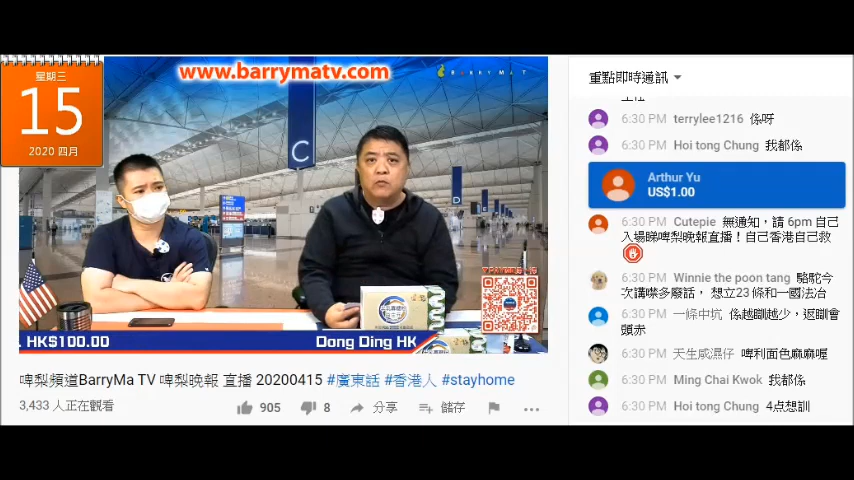 星期三
15
2020 四月
www.barrymatv.com
BARRYMAT
C
D
. HK$100.00
Dong Ding HK
啤梨頻道BarryMa TV 啤梨晚報 直播 20200415 #廣東話 #香港人 #stayhome
3,433 人正在觀看
905
8
分享
儲存
重點即時通訊
6:30 PM terrylee1216 係呀
6:30 PM Hoi tong Chung 我都係
Arthur Yu
US$1.00
6:30 PM Cutepie 無通知，請 6pm 自己
入場睇啤梨晚報直播！自己香港自己救
6:30 PM Winnie the poon tang 駱駝今
次講嚟多廢話， 想立23 條和一國法冶
6:30 PM 一條中坑 係越瞓越少，返瞓會
頭赤
6:30 PM 天生咸濕仔 啤利面色麻麻喔
6:30 PM Ming Chai Kwok 我都係
6:30 PM Hoi tong Chung 4点想訓